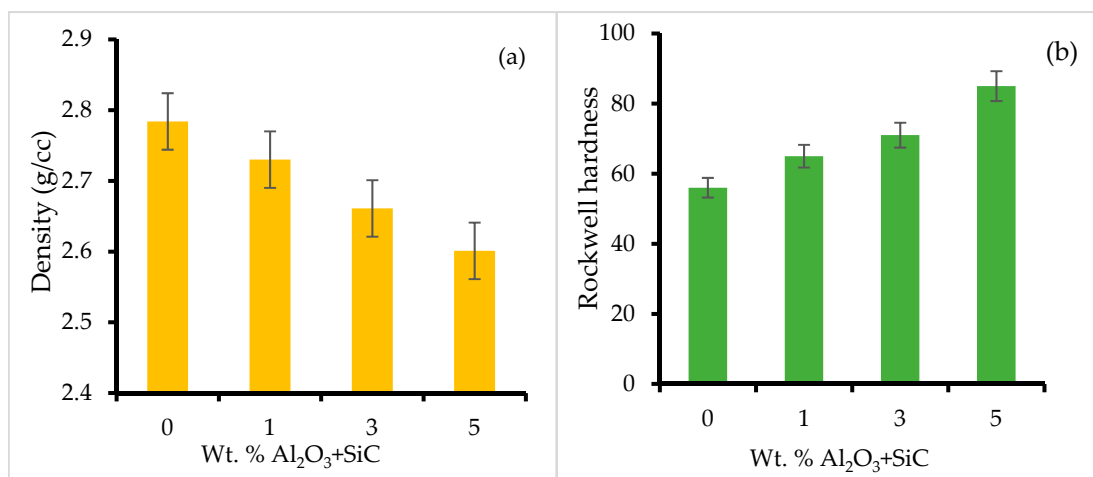 (a)
Density (g/cc)
2.9
2.8
2.7
2.6
2.5
2.4
0 1 3 5
Wt. % Al₂O₃+SiC
(b)
Rockwell hardness
100
80
60
40
20
0
0 1 3 5
Wt. % Al₂O₃+SiC